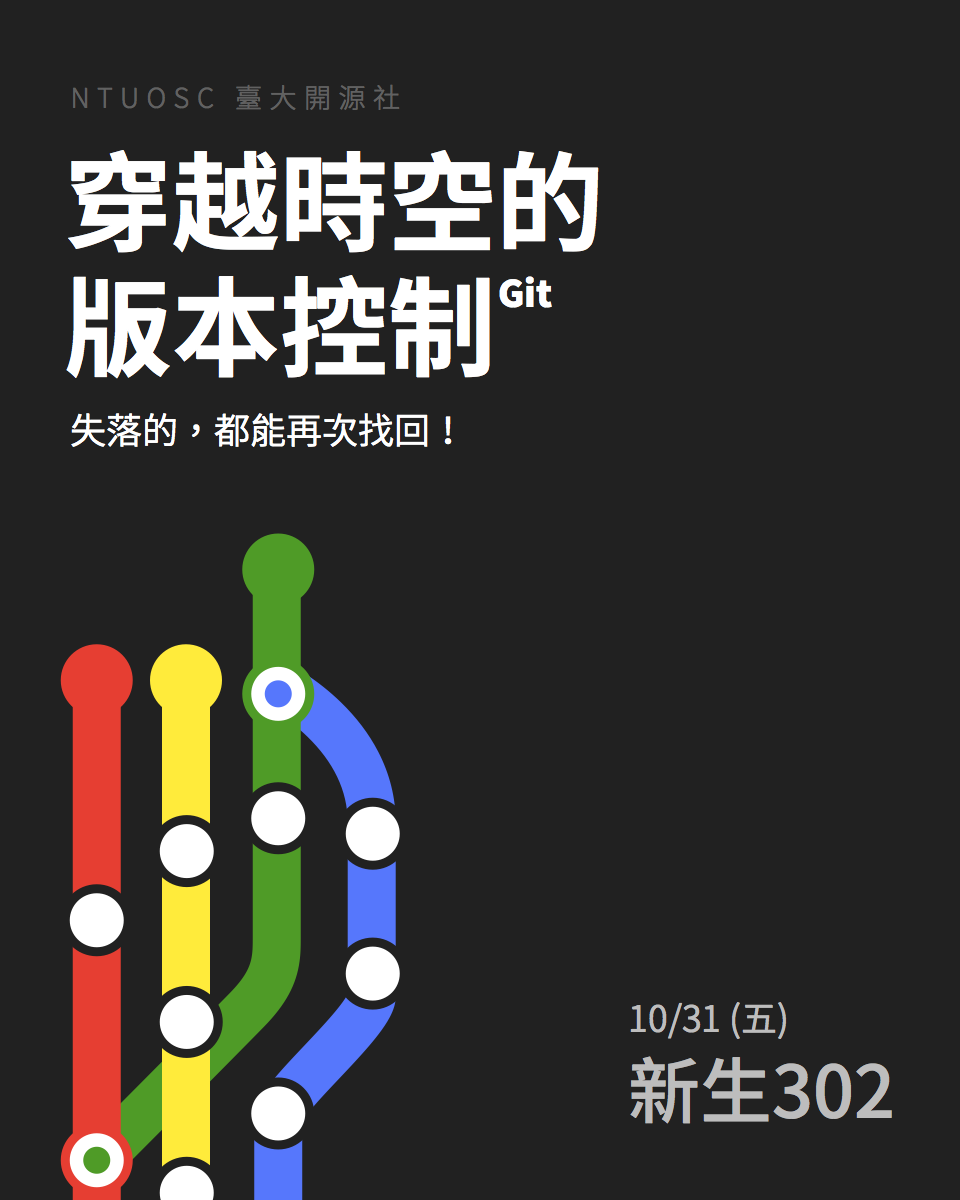 NTUOSC 臺大開源社
穿越時空的
版本控制Git
失落的，都能再次找回！
10/31 (五)
新生302